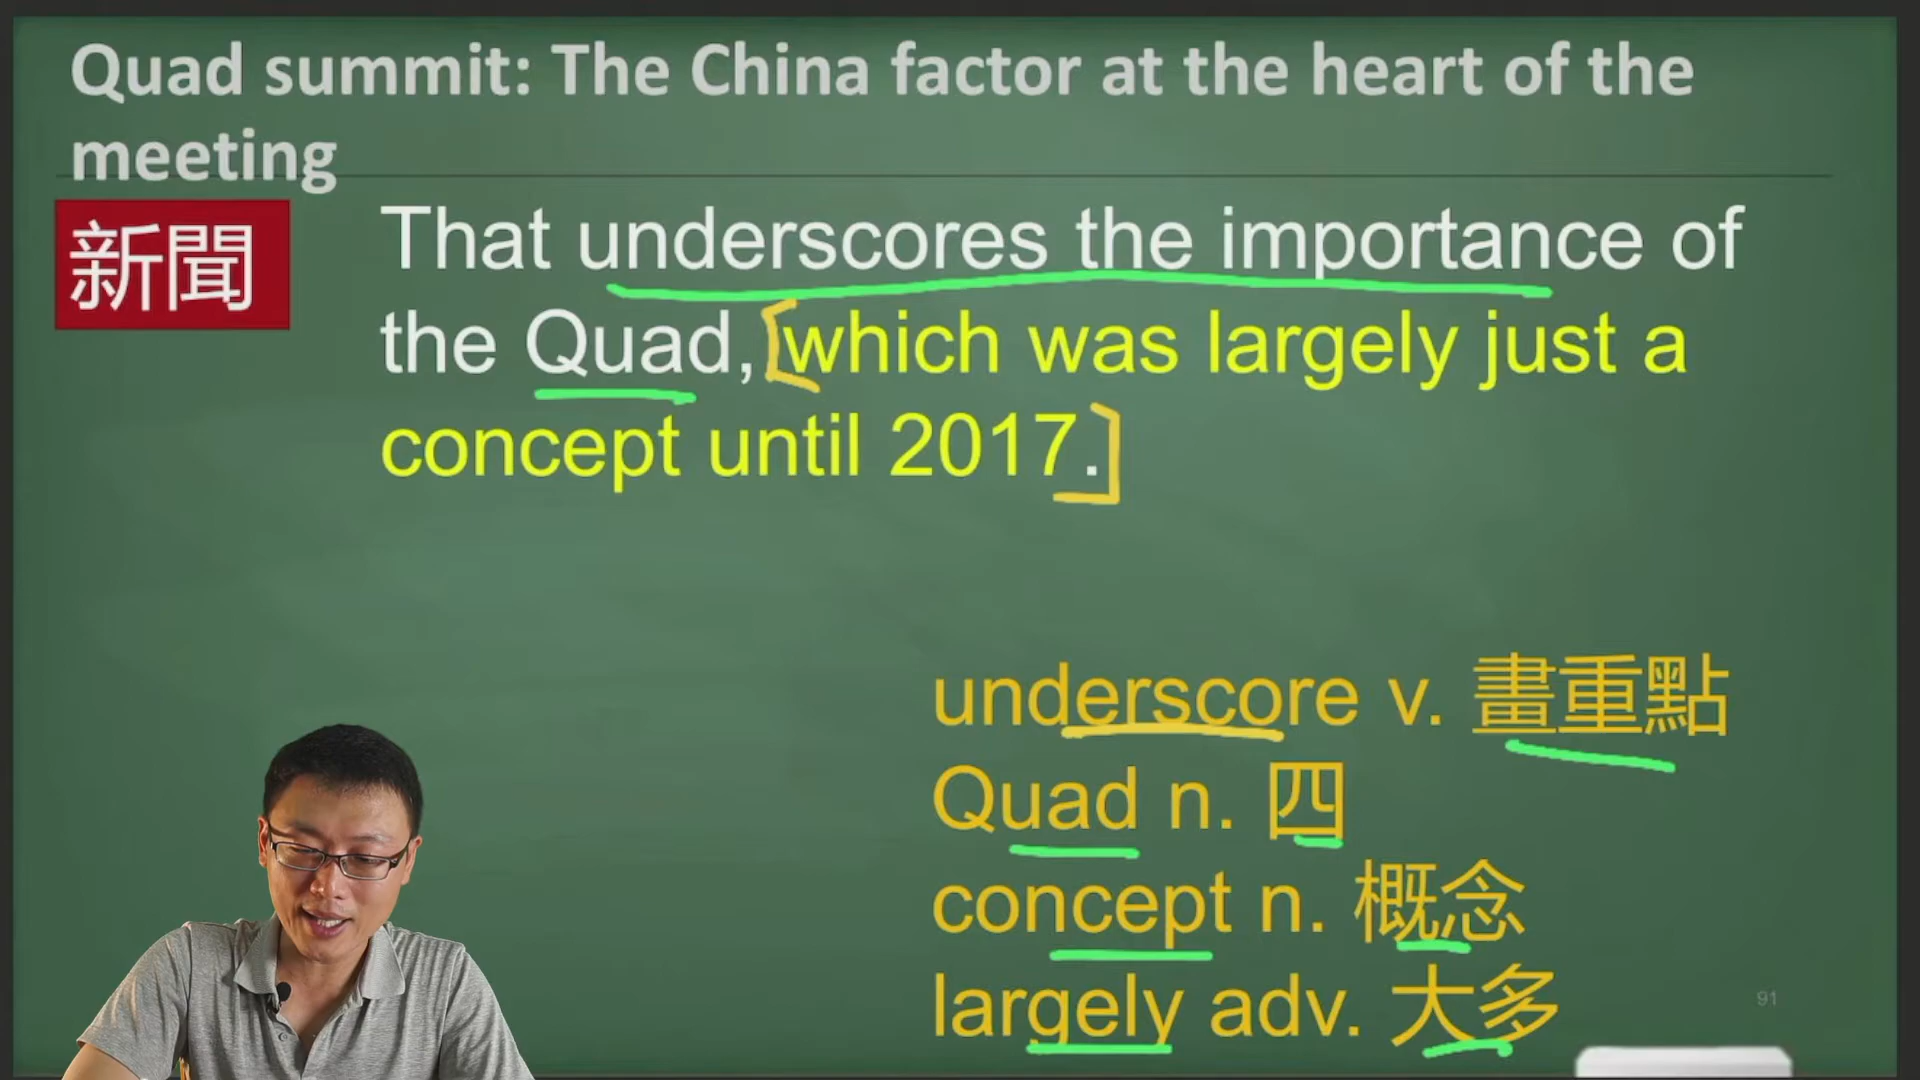 Quad summit: The China factor at the heart of the
meeting
新聞
That underscores the importance of
the Quad, which was largely just a
concept until 2017.
underscore v. 畫重點
Quad n. 四
concept n. 概念
largely adv. 大多
91